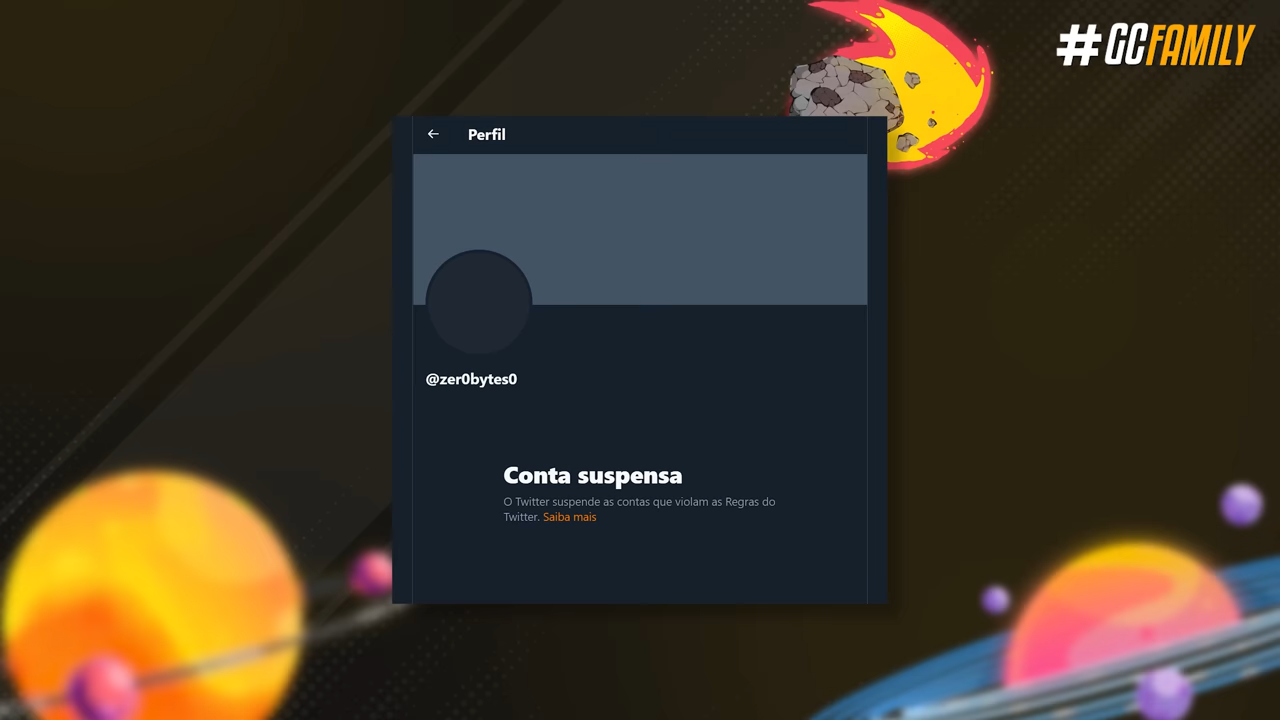 #GCFAMILY
Perfil
@zer0bytes0
Conta suspensa
O Twitter suspende as contas que violam as Regras do
Twitter. Saiba mais